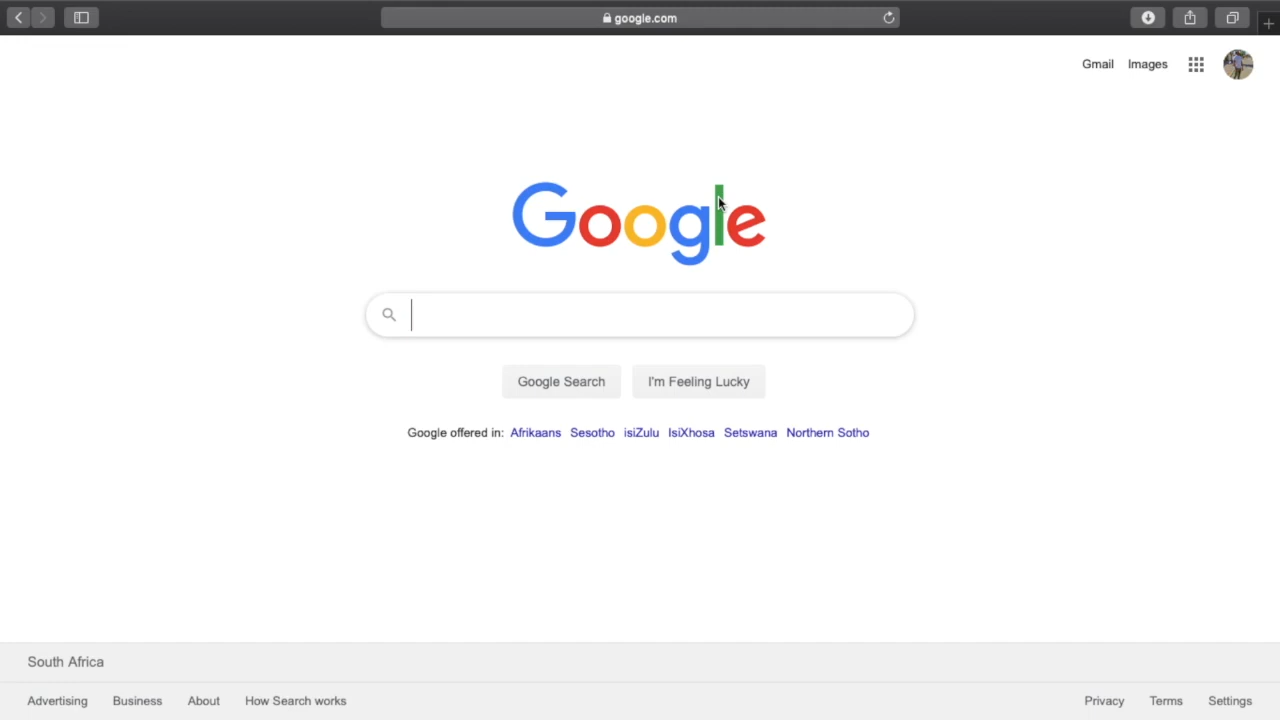 google.com
Gmail Images
Google
Google Search I'm Feeling Lucky
Google offered in: Afrikaans Sesotho isiZulu IsiXhosa Setswana Northern Sotho
South Africa
Advertising Business About How Search works Privacy Terms Settings